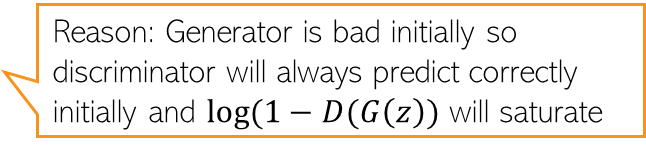 Reason: Generator is bad initially so
discriminator will always predict correctly
initially and log(1 − D(G(z)) will saturate